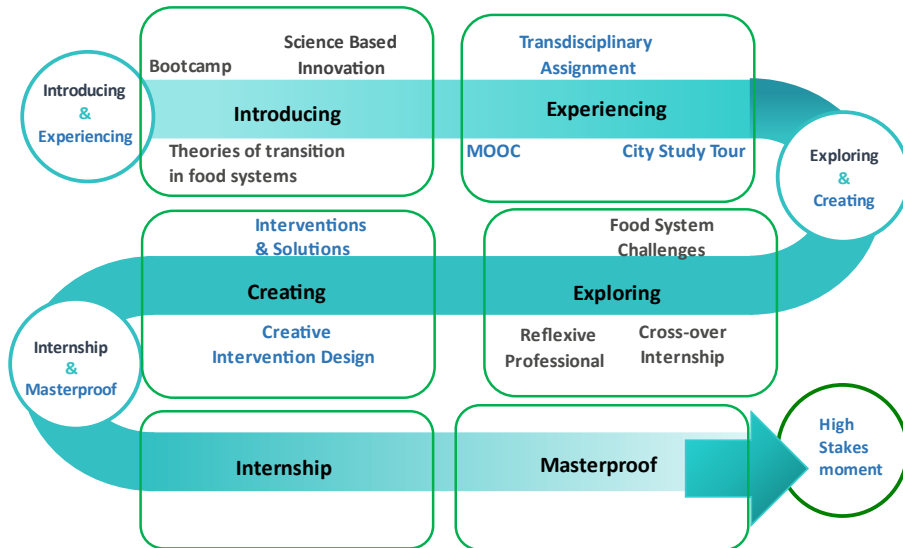 Introducing
&
Experiencing
Bootcamp
Science Based
Innovation
Introducing
Theories of transition
in food systems
Transdisciplinary
Assignment
Experiencing
MOOC
City Study Tour
Exploring
&
Creating
Food System
Challenges
Exploring
Reflexive
Professional
Cross-over
Internship
Interventions
& Solutions
Creating
Creative
Intervention Design
Internship
&
Masterproof
Internship
Masterproof
High
Stakes
moment